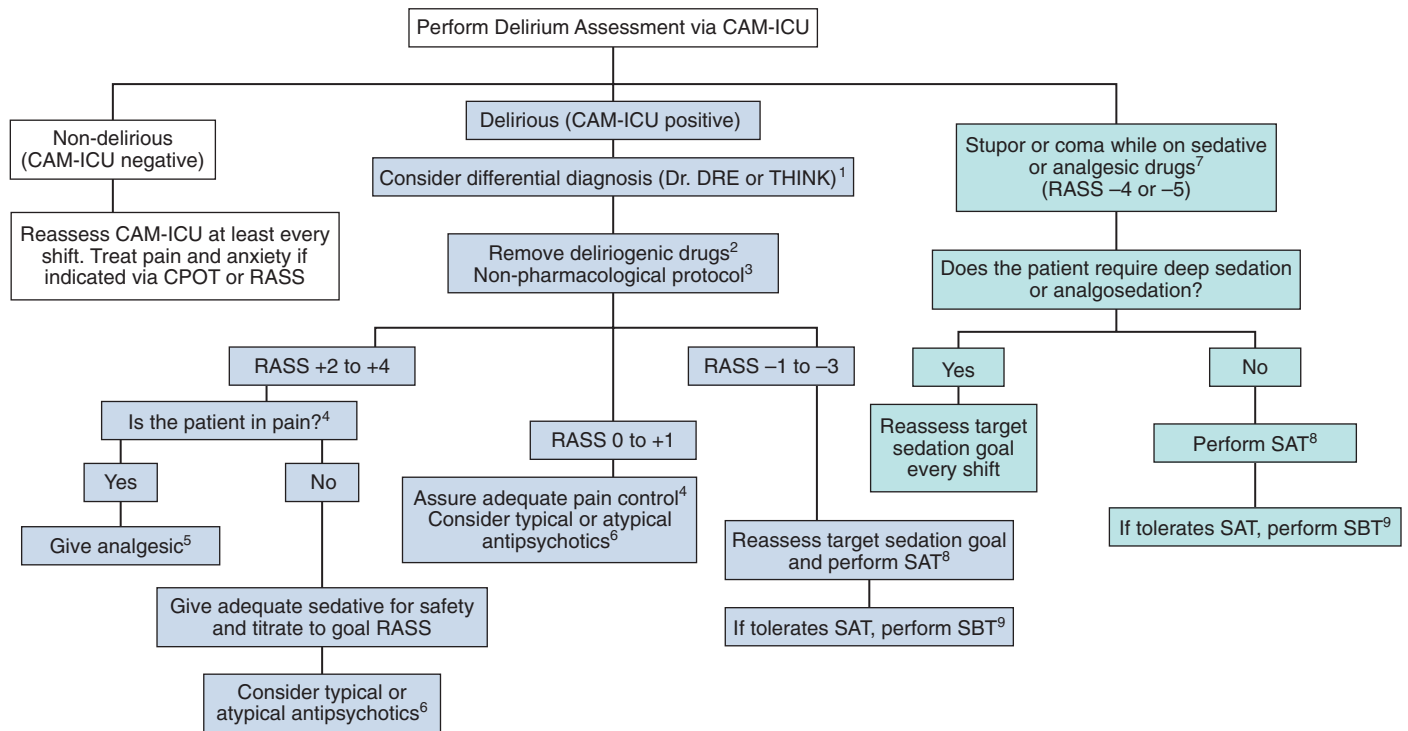 Perform Delirium Assessment via CAM-ICU
Non-delirious
(CAM-ICU negative)
Reassess CAM-ICU at least every
shift. Treat pain and anxiety if
indicated via CPOT or RASS
Delirious (CAM-ICU positive)
Consider differential diagnosis (Dr. DRE or THINK)¹
Remove deliriogenic drugs²
Non-pharmacological protocol³
RASS +2 to +4
Is the patient in pain?⁴
Yes
Give analgesic⁵
No
Give adequate sedative for safety
and titrate to goal RASS
Consider typical or
atypical antipsychotics⁶
RASS 0 to +1
Assure adequate pain control⁴
Consider typical or atypical
antipsychotics⁶
RASS –1 to –3
Reassess target sedation goal
and perform SAT⁸
If tolerates SAT, perform SBT⁹
Stupor or coma while on sedative
or analgesic drugs⁷
(RASS –4 or –5)
Does the patient require deep sedation
or analgosedation?
Yes
Reassess target
sedation goal
every shift
No
Perform SAT⁸
If tolerates SAT, perform SBT⁹